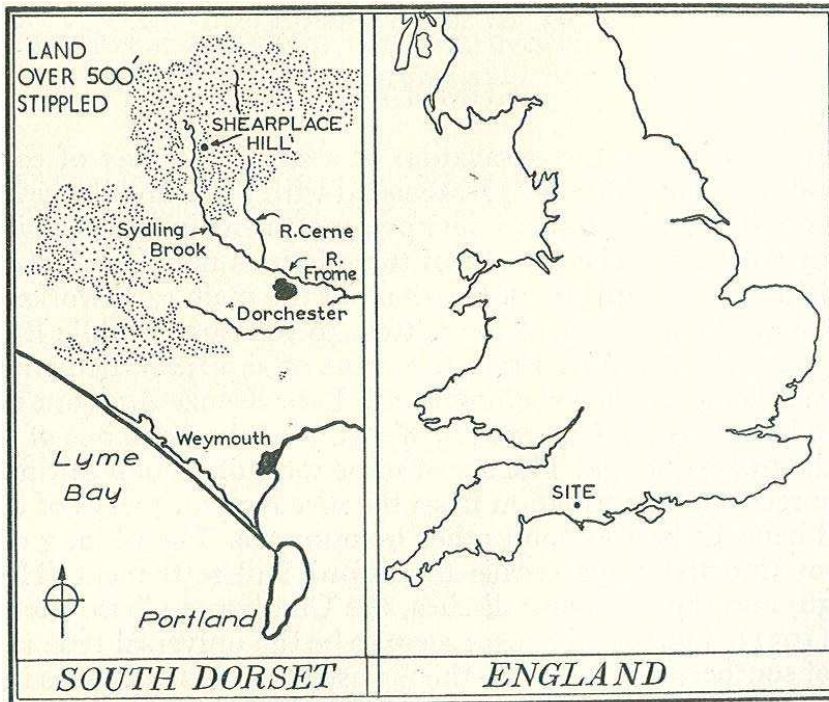 LAND
OVER 500'
STIPPLED
SHEARPLACE
HILL
Sydling
Brook
R.Cerne
R.
Frome
Dorchester
Weymouth
Lyme
Bay
Portland
SOUTH DORSET
SITE
ENGLAND